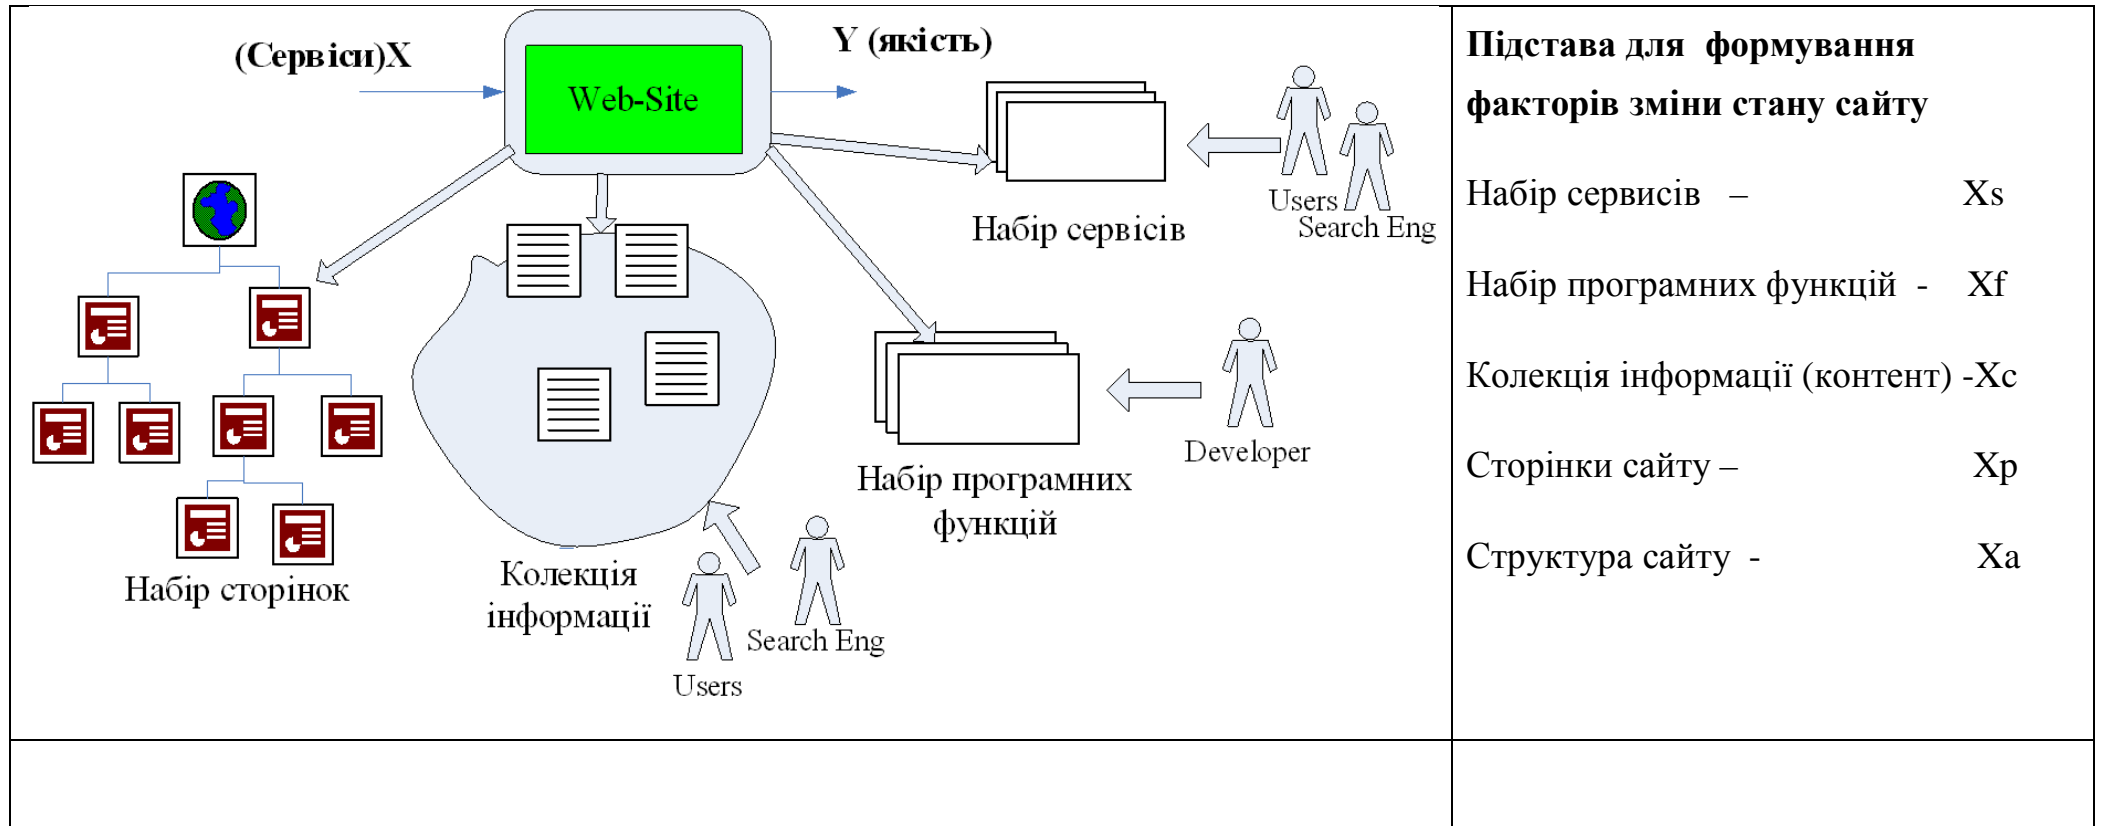 (Сервіси)X
Y (якість)
Web-Site
Users
Search Eng
Набір сервісів
Набір сторінок
Колекція
інформації
Users
Search Eng
Набір програмних
функцій
Developer
Підстава для формування
факторів зміни стану сайту
Набір сервисів – Xs
Набір програмних функцій - Xf
Колекція інформації (контент) -Xc
Сторінки сайту – Xp
Структура сайту - Xa